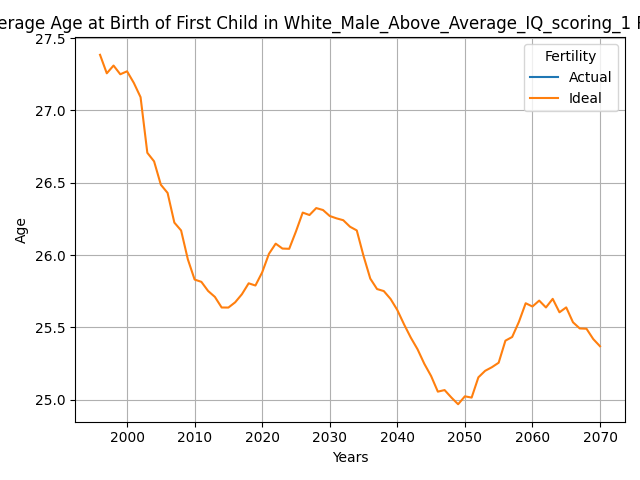 erage Age at Birth of First Child in White_Male_Above_Average_IQ_scoring_1
27.5
27.0
26.5
26.0
25.5
25.0
Age
Fertility
Actual
Ideal
2000 2010 2020 2030 2040 2050 2060 2070
Years